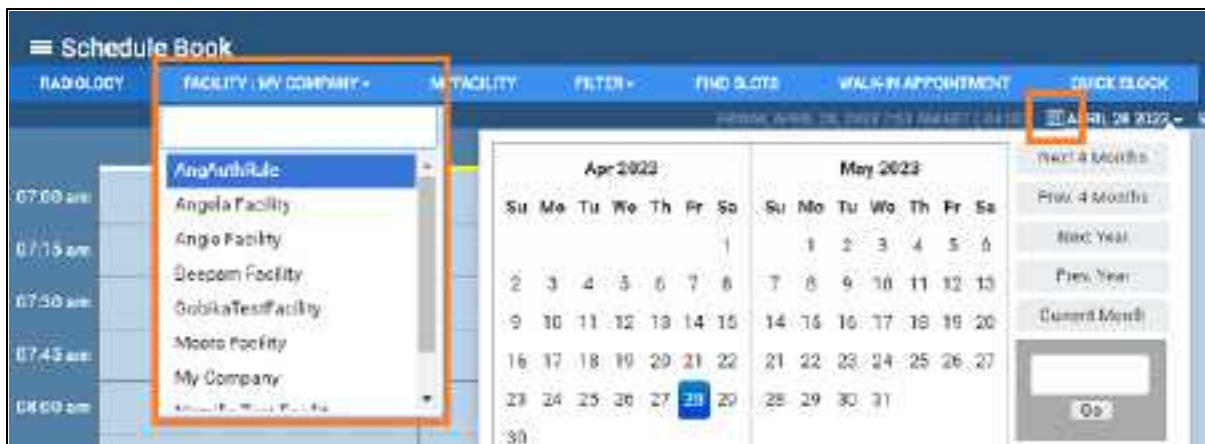 Schedule Book
RADIOLOGY FACILITY : MY COMPANY MY FACILITY FILTER FIND SLOTS WALK-IN APPOINTMENT QUICK BLOCK
APRIL 28 2023
AngAuthRule
Angela Facility
Angie Facility
Deepam Facility
GobikaTestFacility
Moore Facility
My Company
07:00 am
07:15 am
07:30 am
07:45 am
08:00 am
Apr 2023
Su Mo Tu We Th Fr Sa
1
2 3 4 5 6 7 8
9 10 11 12 13 14 15
16 17 18 19 20 21 22
23 24 25 26 27 28 29
30
May 2023
Su Mo Tu We Th Fr Sa
1 2 3 4 5 6
7 8 9 10 11 12 13
14 15 16 17 18 19 20
21 22 23 24 25 26 27
28 29 30 31
Next 4 Months
Prev. 4 Months
Next Year
Prev. Year
Current Month
Go